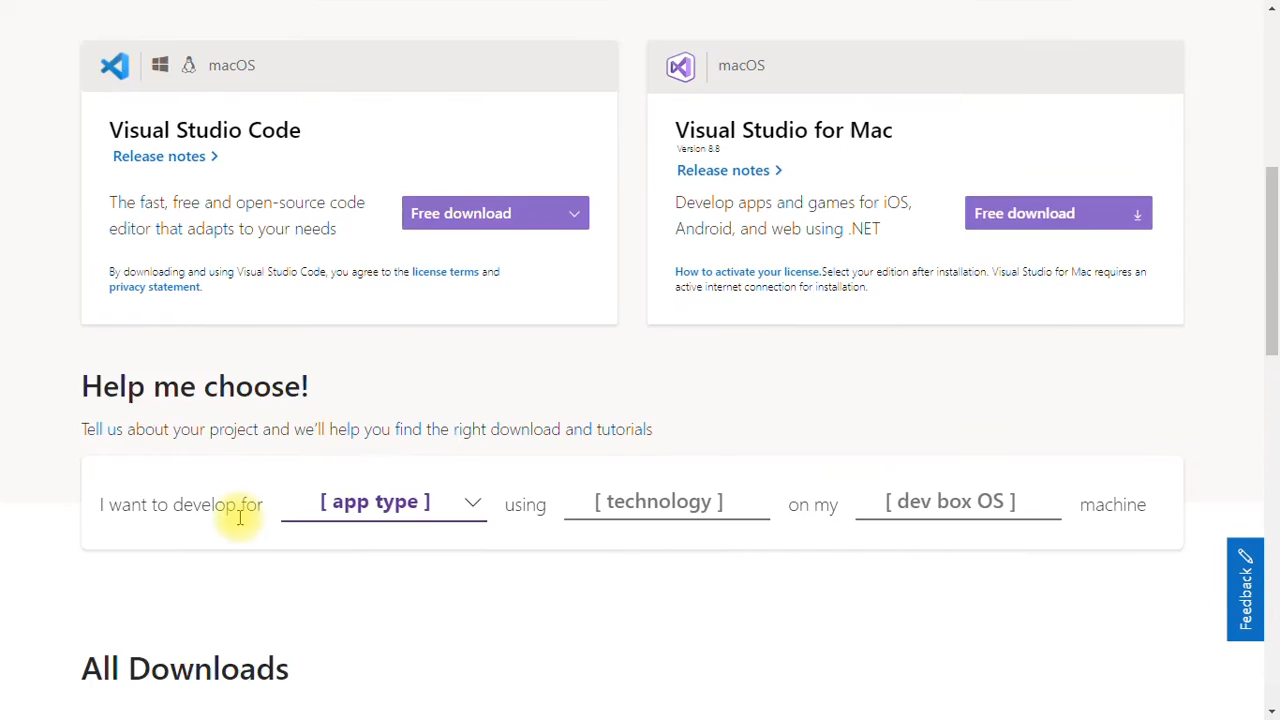 macOS
Visual Studio Code
Release notes
The fast, free and open-source code
editor that adapts to your needs
Free download
By downloading and using Visual Studio Code, you agree to the license terms and
privacy statement.
macOS
Visual Studio for Mac
Version 8.8
Release notes
Develop apps and games for iOS,
Android, and web using .NET
Free download
How to activate your license.Select your edition after installation. Visual Studio for Mac requires an
active internet connection for installation.
Help me choose!
Tell us about your project and we'll help you find the right download and tutorials
I want to develop for [ app type ] using [ technology ] on my [ dev box OS ] machine
Feedback
All Downloads